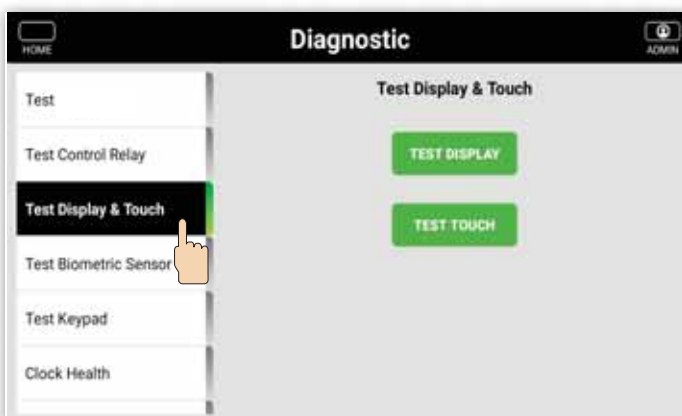 HOME
Diagnostic
ADMIN
Test
Test Control Relay
Test Display & Touch
Test Biometric Sensor
Test Keypad
Clock Health
Test Display & Touch
TEST DISPLAY
TEST TOUCH